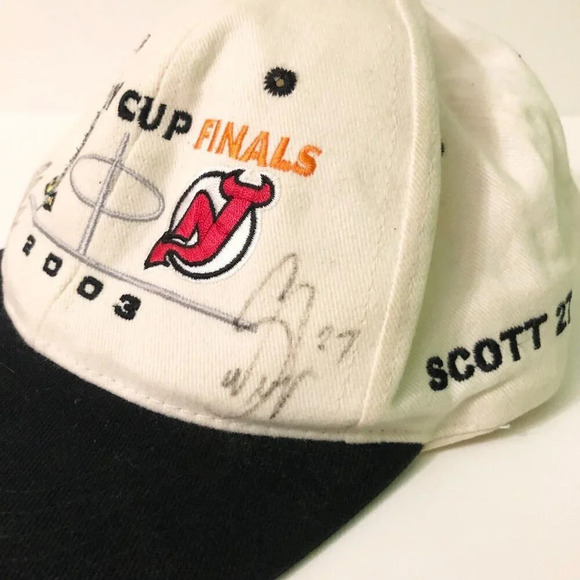 Y CUP FINALS
2003
27
SCOTT 27